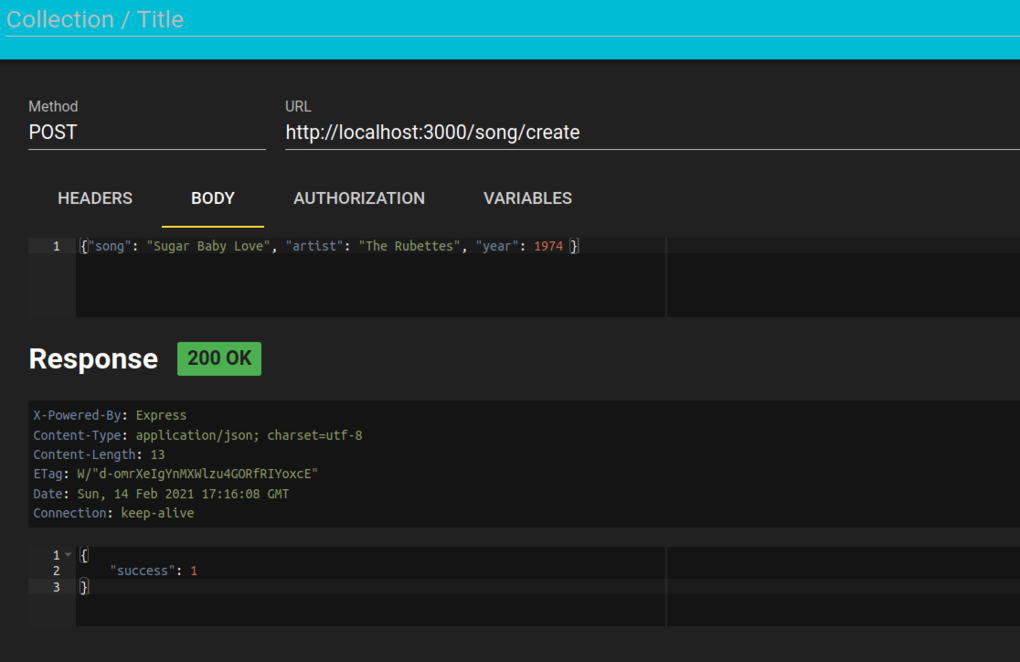 Collection / Title
Method
URL
POST
http://localhost:3000/song/create
HEADERS
BODY
AUTHORIZATION
VARIABLES
1 {"song": "Sugar Baby Love", "artist": "The Rubettes", "year": 1974 }
Response 200 OK
X-Powered-By: Express
Content-Type: application/json; charset=utf-8
Content-Length: 13
ETag: W/"d-omrXeIgYnMXWlzu4GORfRIYoxcE"
Date: Sun, 14 Feb 2021 17:16:08 GMT
Connection: keep-alive
1 {
2 "success": 1
3 }